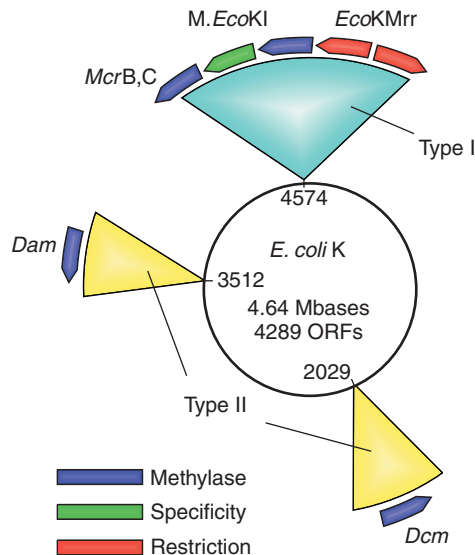 M.EcoKI
EcoKMrr
McrB,C
Type I
4574
Dam
E. coli K
3512
4.64 Mbases
4289 ORFs
2029
Type II
Methylase
Specificity
Restriction
Dcm